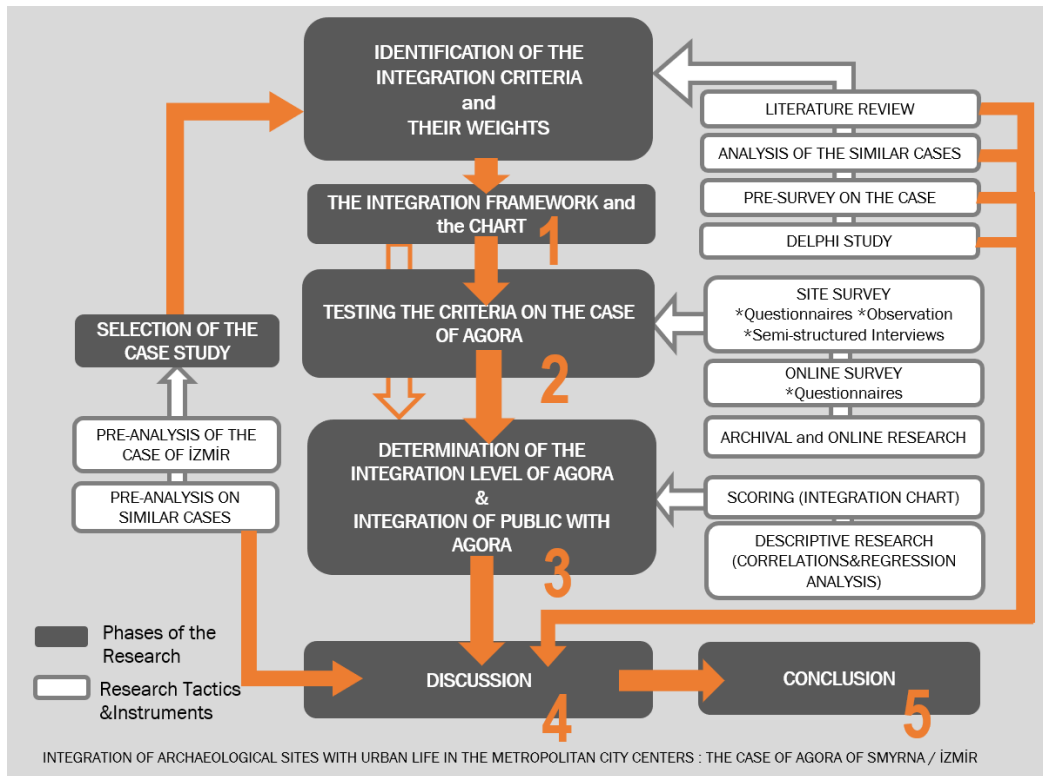 IDENTIFICATION OF THE
INTEGRATION CRITERIA
and
THEIR WEIGHTS
LITERATURE REVIEW
ANALYSIS OF THE SIMILAR CASES
PRE-SURVEY ON THE CASE
DELPHI STUDY
THE INTEGRATION FRAMEWORK and
the CHART
1
TESTING THE CRITERIA ON THE CASE
OF AGORA
2
SITE SURVEY
*Questionnaires *Observation
*Semi-structured Interviews
ONLINE SURVEY
*Questionnaires
ARCHIVAL and ONLINE RESEARCH
SELECTION OF THE
CASE STUDY
PRE-ANALYSIS OF THE
CASE OF İZMİR
PRE-ANALYSIS ON
SIMILAR CASES
DETERMINATION OF THE
INTEGRATION LEVEL OF AGORA
&
INTEGRATION OF PUBLIC WITH
AGORA
3
SCORING (INTEGRATION CHART)
DESCRIPTIVE RESEARCH
(CORRELATIONS&REGRESSION
ANALYSIS)
Phases of the
Research
Research Tactics
&Instruments
DISCUSSION
4
CONCLUSION
5
INTEGRATION OF ARCHAEOLOGICAL SITES WITH URBAN LIFE IN THE METROPOLITAN CITY CENTERS : THE CASE OF AGORA OF SMYRNA / İZMİR